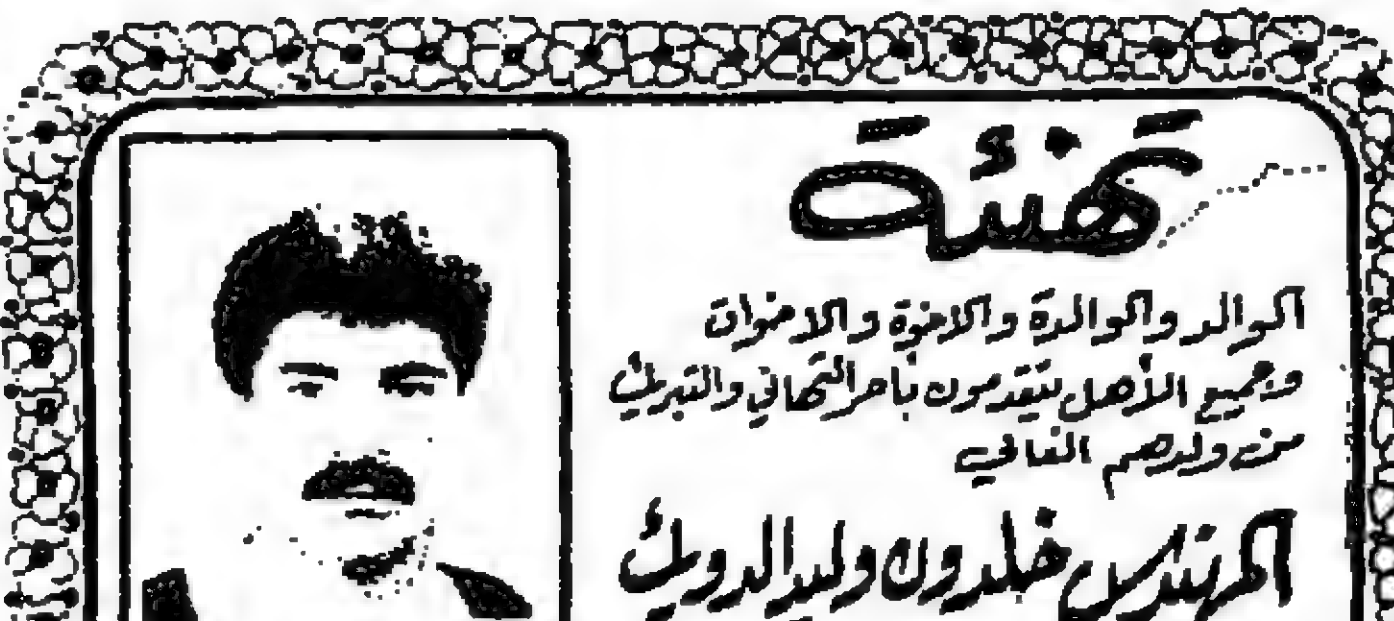 تهنئة
الوالد والوالدة والاخوة والاخوات
وجميع الأهل يتقدمون بأحر التهاني والتبريك
من ولدهم الغالي
المهندس خلدون وليد الدويك